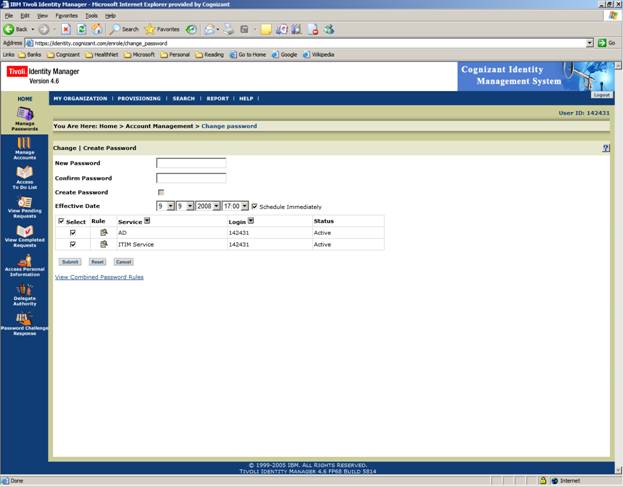 IBM Tivoli Identity Manager - Microsoft Internet Explorer provided by Cognizant
File Edit View Favorites Tools Help
Back Search Favorites
Address https://identity.cognizant.com/enrole/change_password Go
Links Banks Cognizant HealthNet Microsoft Personal Reading Go to Home Google Wikipedia
Tivoli. Identity Manager
Version 4.6
Cognizant Identity
Management System
Logout
HOME MY ORGANIZATION | PROVISIONING | SEARCH | REPORT | HELP |
User ID: 142431
Manage
Passwords
You Are Here: Home > Account Management > Change password
Manage
Accounts
Access
To Do List
View Pending
Requests
View Completed
Requests
Access Personal
Information
Delegate
Authority
Password Challenge
Response
Change | Create Password ?
New Password
Confirm Password
Create Password
Effective Date 9 9 2008 17:00 Schedule Immediately
Select Rule Service Login Status
AD 142431 Active
ITIM Service 142431 Active
Submit Reset Cancel
View Combined Password Rules
© 1999-2005 IBM. All Rights Reserved.
Tivoli Identity Manager 4.6 FP68 Build 5814
Done Internet